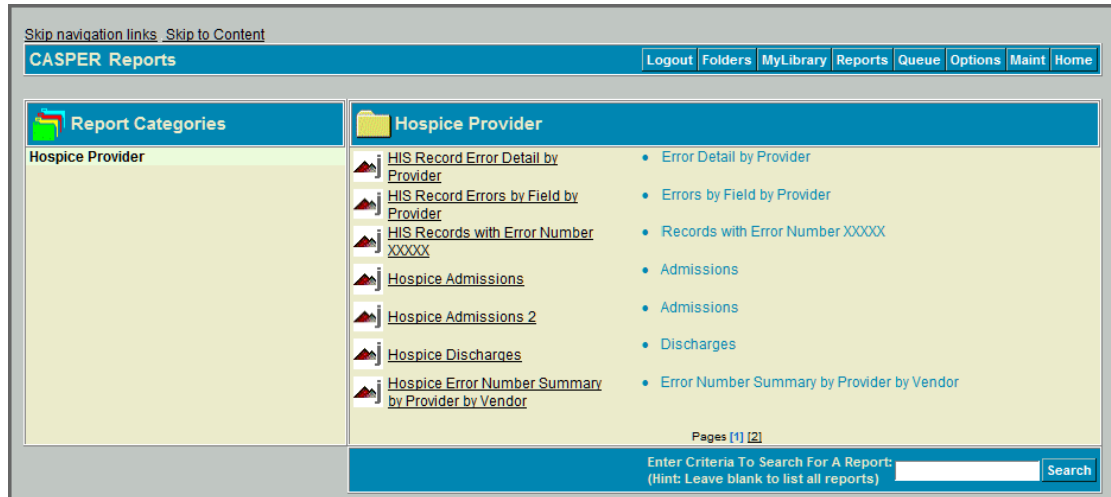 Skip navigation links  Skip to Content
CASPER Reports
Logout Folders MyLibrary Reports Queue Options Maint Home
Report Categories
Hospice Provider
Hospice Provider
HIS Record Error Detail by
Provider
• Error Detail by Provider
HIS Record Errors by Field by
Provider
• Errors by Field by Provider
HIS Records with Error Number
XXXXX
• Records with Error Number XXXXX
Hospice Admissions
• Admissions
Hospice Admissions 2
• Admissions
Hospice Discharges
• Discharges
Hospice Error Number Summary
by Provider by Vendor
• Error Number Summary by Provider by Vendor
Pages [1] [2]
Enter Criteria To Search For A Report:
(Hint: Leave blank to list all reports)
Search